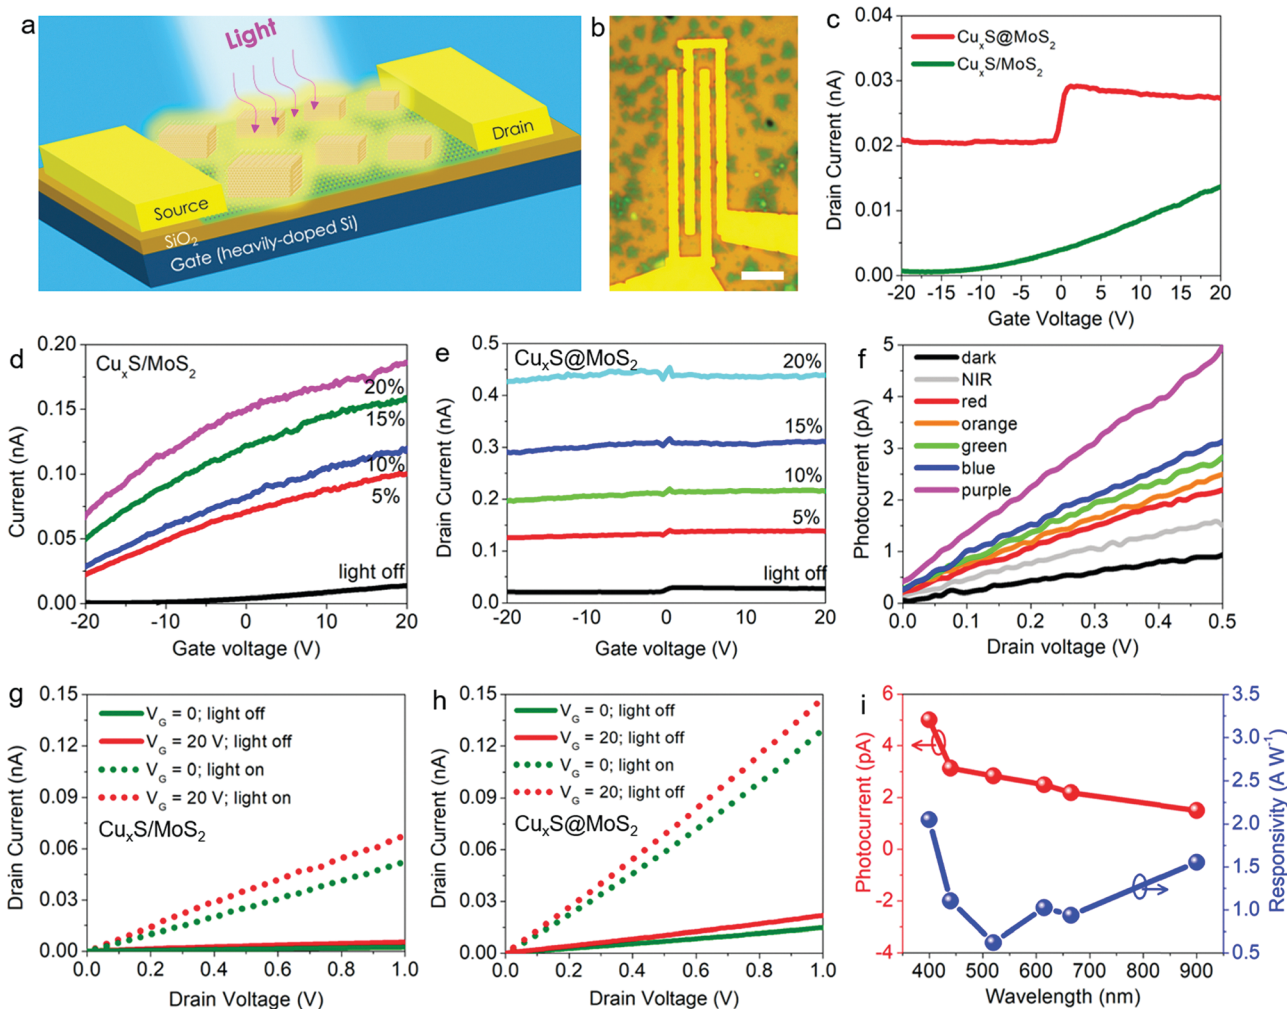 a
Light
Drain
Source
SiO2
Gate (heavily-doped Si)
b
c
CuxS@MoS2
CuxS/MoS2
Drain Current (nA)
0.04
0.03
0.02
0.01
0.00
-20 -15 -10 -5 0 5 10 15 20
Gate Voltage (V)
d
CuxS/MoS2
Current (nA)
0.20
0.15
0.10
0.05
0.00
20%
15%
10%
5%
light off
-20 -10 0 10 20
Gate voltage (V)
e
CuxS@MoS2
Drain Current (nA)
0.5
0.4
0.3
0.2
0.1
0.0
20%
15%
10%
5%
light off
-20 -10 0 10 20
Gate voltage (V)
f
dark
NIR
red
orange
green
blue
purple
Photocurrent (pA)
5
4
3
2
1
0
0.0 0.1 0.2 0.3 0.4 0.5
Drain voltage (V)
g
VG = 0; light off
VG = 20 V; light off
VG = 0; light on
VG = 20 V; light on
CuxS/MoS2
Drain Current (nA)
0.15
0.12
0.09
0.06
0.03
0.00
0.0 0.2 0.4 0.6 0.8 1.0
Drain Voltage (V)
h
VG = 0; light off
VG = 20; light off
VG = 0; light on
VG = 20; light off
CuxS@MoS2
Drain Current (nA)
0.15
0.12
0.09
0.06
0.03
0.00
0.0 0.2 0.4 0.6 0.8 1.0
Drain Voltage (V)
i
Photocurrent (pA)
6
4
2
0
-2
-4
3.5
3.0
2.5
2.0
1.5
1.0
0.5
Responsivity (A W-1)
400 500 600 700 800 900
Wavelength (nm)